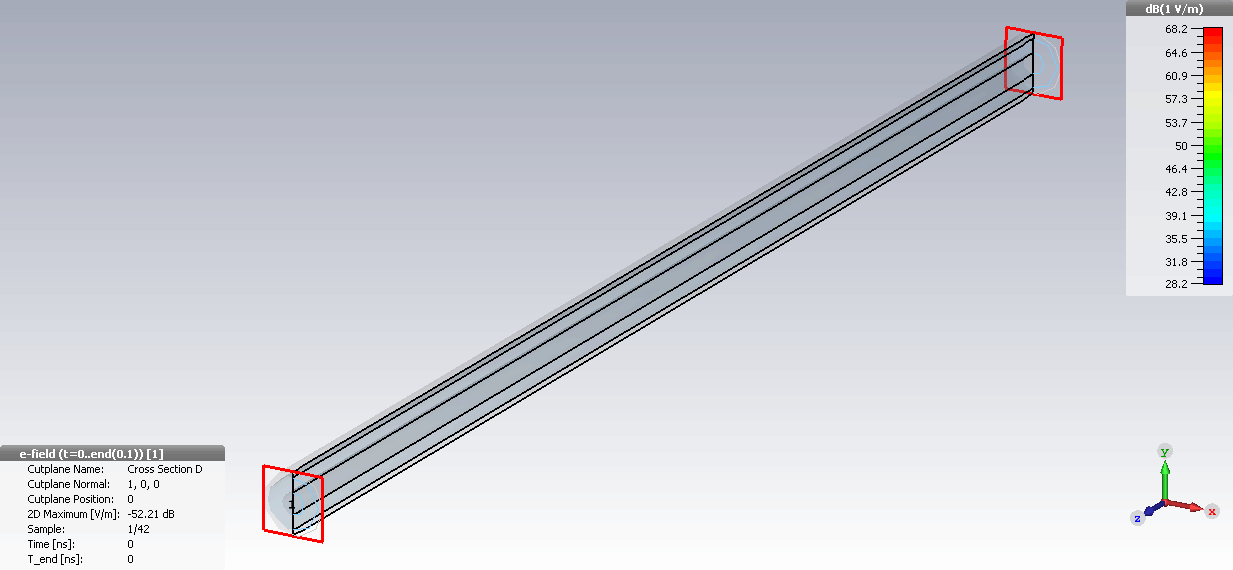 dB(1 V/m)
68.2
64.6
60.9
57.3
53.7
50
46.4
42.8
39.1
35.5
31.8
28.2
1
e-field (t=0..end(0.1)) [1]
Cutplane Name: Cross Section D
Cutplane Normal: 1, 0, 0
Cutplane Position: 0
2D Maximum [V/m]: -52.21 dB
Sample: 1/42
Time [ns]: 0
T_end [ns]: 0
y
z
x